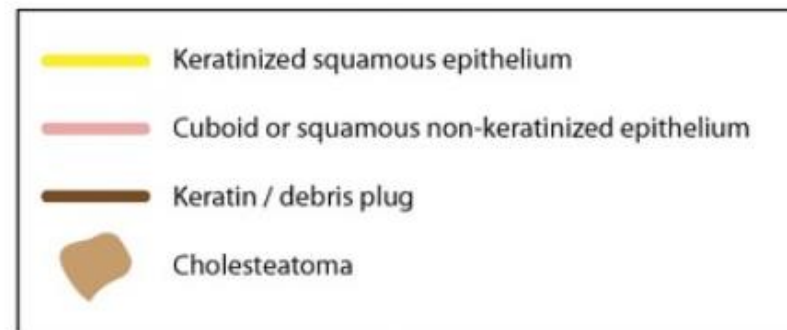 Keratinized squamous epithelium
Cuboid or squamous non-keratinized epithelium
Keratin / debris plug
Cholesteatoma